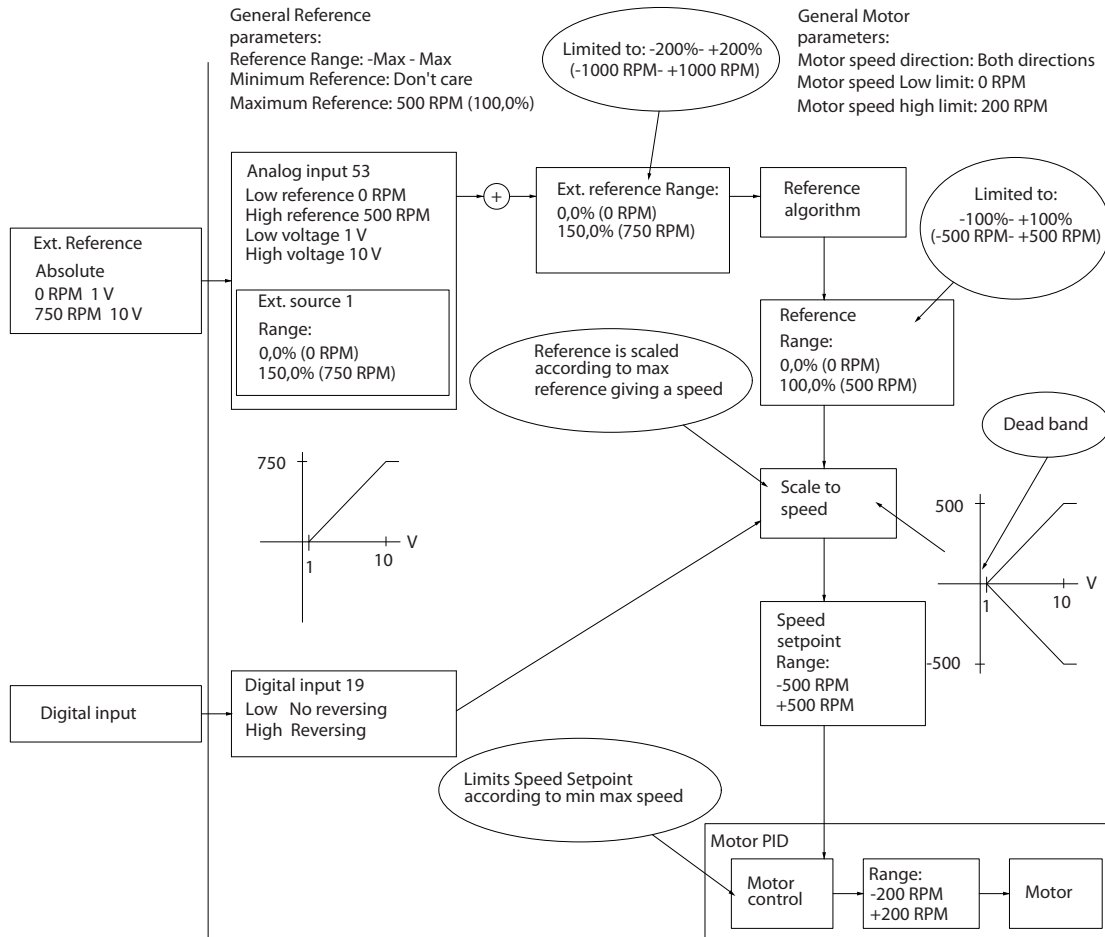 General Reference
parameters:
Reference Range: -Max - Max
Minimum Reference: Don't care
Maximum Reference: 500 RPM (100,0%)
Limited to: -200%- +200%
(-1000 RPM- +1000 RPM)
General Motor
parameters:
Motor speed direction: Both directions
Motor speed Low limit: 0 RPM
Motor speed high limit: 200 RPM
Ext. Reference
Absolute
0 RPM 1 V
750 RPM 10 V
Analog input 53
Low reference 0 RPM
High reference 500 RPM
Low voltage 1 V
High voltage 10 V
Ext. source 1
Range:
0,0% (0 RPM)
150,0% (750 RPM)
+
Ext. reference Range:
0,0% (0 RPM)
150,0% (750 RPM)
Reference
algorithm
Limited to:
-100%- +100%
(-500 RPM- +500 RPM)
Reference
Range:
0,0% (0 RPM)
100,0% (500 RPM)
Reference is scaled
according to max
reference giving a speed
Dead band
750
1
10
V
Scale to
speed
500
1
10
V
-500
Speed
setpoint
Range:
-500 RPM
+500 RPM
Digital input
Digital input 19
Low No reversing
High Reversing
Limits Speed Setpoint
according to min max speed
Motor PID
Motor
control
Range:
-200 RPM
+200 RPM
Motor